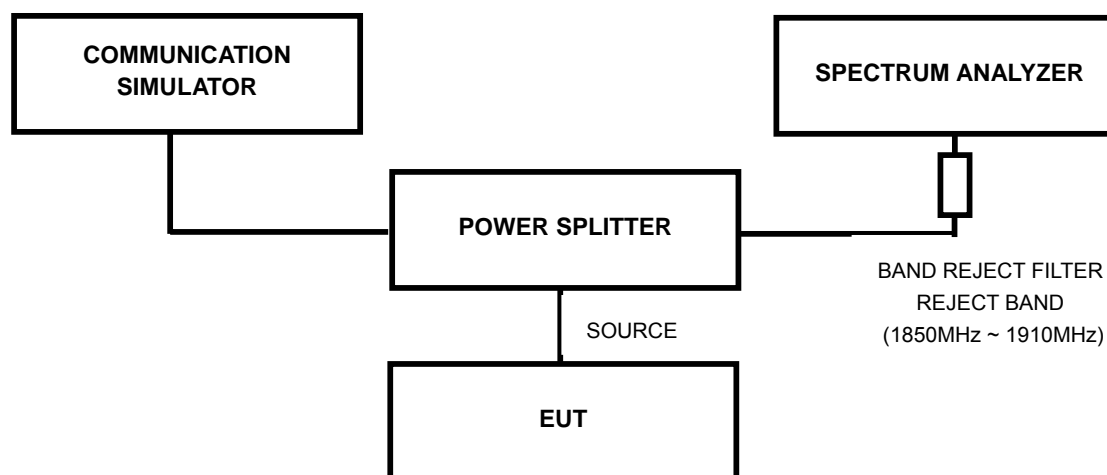 COMMUNICATION
SIMULATOR
SPECTRUM ANALYZER
POWER SPLITTER
BAND REJECT FILTER
REJECT BAND
(1850MHz ~ 1910MHz)
SOURCE
EUT